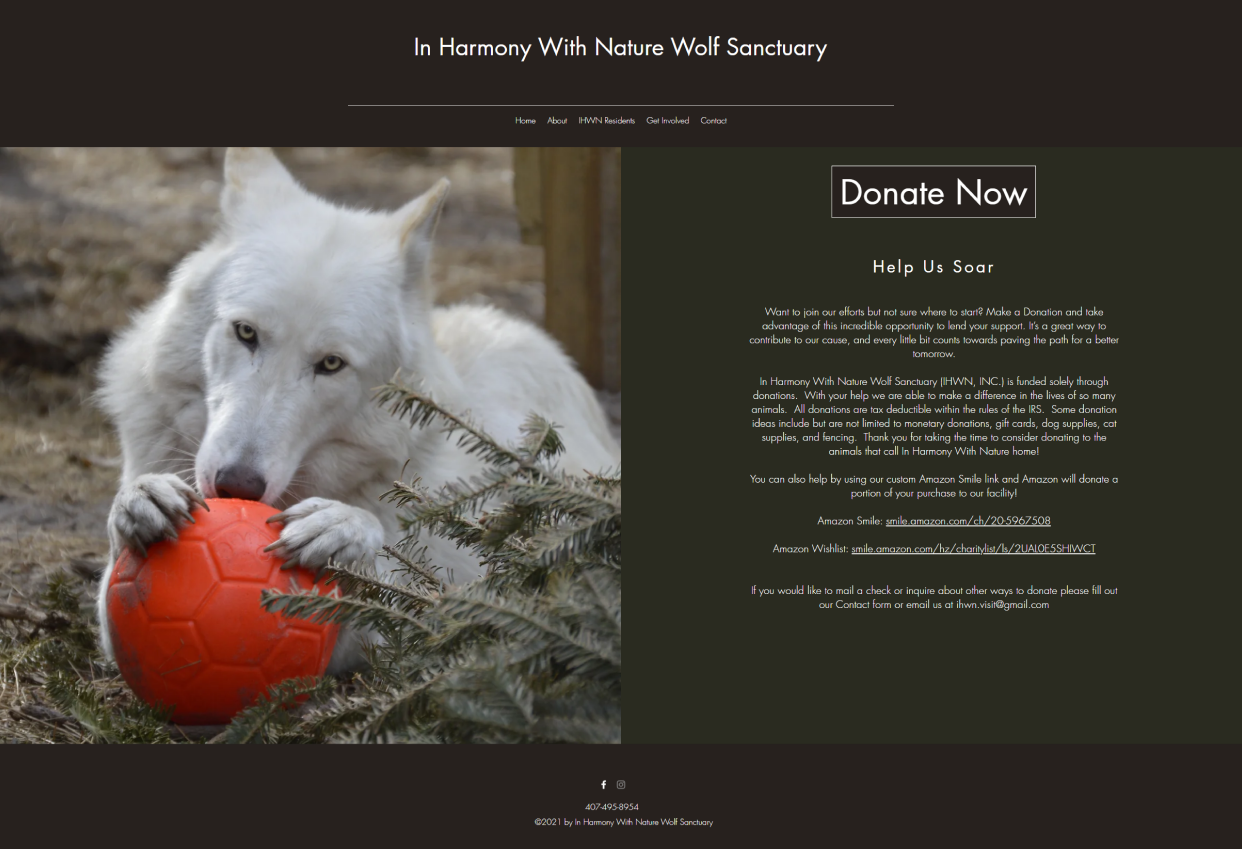 In Harmony With Nature Wolf Sanctuary
Home About IHWN Residents Get Involved Contact
Donate Now
Help Us Soar
Want to join our efforts but not sure where to start? Make a Donation and take
advantage of this incredible opportunity to lend your support. It's a great way to
contribute to our cause, and every little bit counts towards paving the path for a better
tomorrow.
In Harmony With Nature Wolf Sanctuary (IHWN, INC.) is funded solely through
donations. With your help we are able to make a difference in the lives of so many
animals. All donations are tax deductible within the rules of the IRS. Some donation
ideas include but are not limited to monetary donations, gift cards, dog supplies, cat
supplies, and fencing. Thank you for taking the time to consider donating to the
animals that call In Harmony With Nature home!
You can also help by using our custom Amazon Smile link and Amazon will donate a
portion of your purchase to our facility!
Amazon Smile: smile.amazon.com/ch/20-5967508
Amazon Wishlist: smile.amazon.com/hz/charitylist/ls/2UAL0E5SHIWCT
If you would like to mail a check or inquire about other ways to donate please fill out
our Contact form or email us at ihwn.visit@gmail.com
407-495-8954
©2021 by In Harmony With Nature Wolf Sanctuary